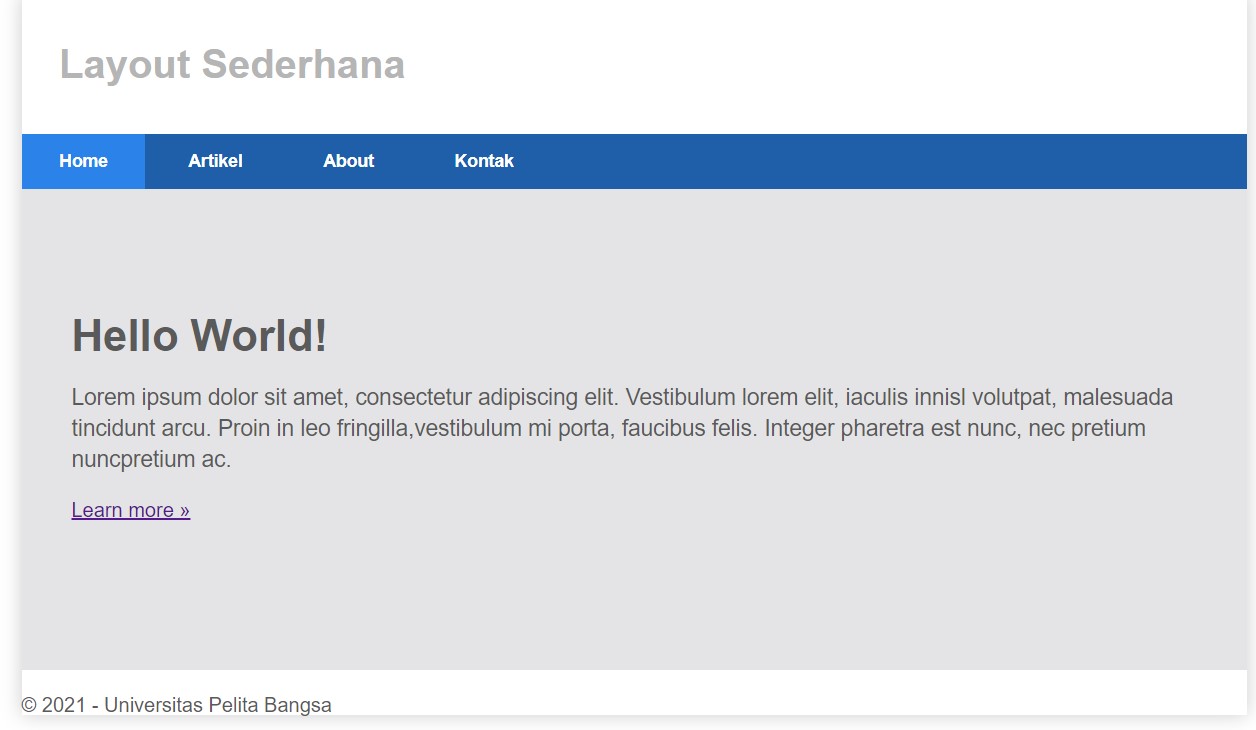 Layout Sederhana
Home Artikel About Kontak
Hello World!
Lorem ipsum dolor sit amet, consectetur adipiscing elit. Vestibulum lorem elit, iaculis innisl volutpat, malesuada
tincidunt arcu. Proin in leo fringilla,vestibulum mi porta, faucibus felis. Integer pharetra est nunc, nec pretium
nuncpretium ac.
Learn more »
© 2021 - Universitas Pelita Bangsa